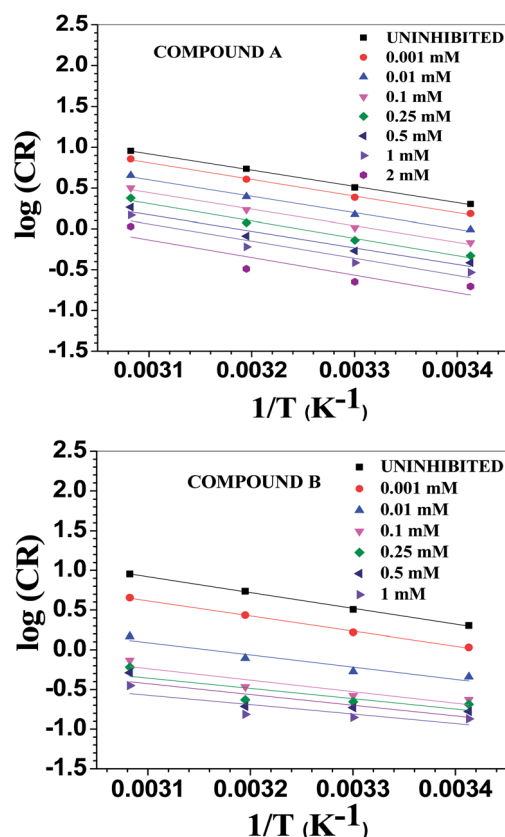 COMPOUND A
UNINHIBITED
0.001 mM
0.01 mM
0.1 mM
0.25 mM
0.5 mM
1 mM
2 mM
2.5
2.0
1.5
1.0
0.5
0.0
-0.5
-1.0
-1.5
log (CR)
0.0031 0.0032 0.0033 0.0034
1/T (K-1)
COMPOUND B
UNINHIBITED
0.001 mM
0.01 mM
0.1 mM
0.25 mM
0.5 mM
1 mM
2.5
2.0
1.5
1.0
0.5
0.0
-0.5
-1.0
-1.5
log (CR)
0.0031 0.0032 0.0033 0.0034
1/T (K-1)